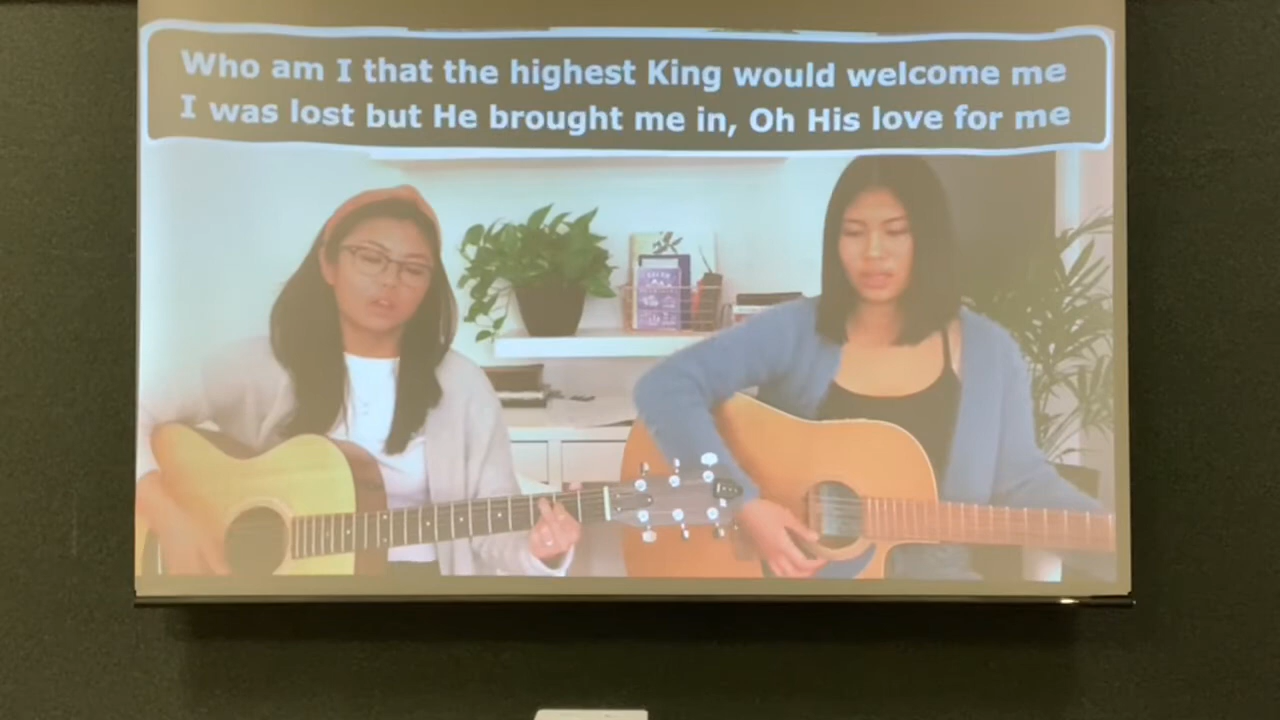 Who am I that the highest King would welcome me
I was lost but He brought me in, Oh His love for me